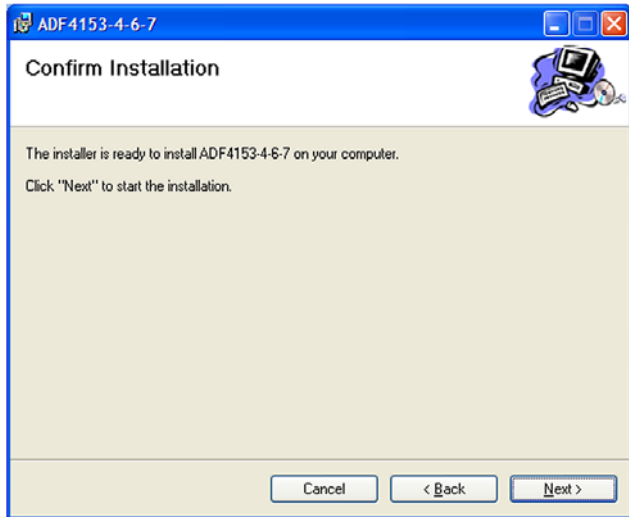 ADF4153-4-6-7
Confirm Installation
The installer is ready to install ADF4153-4-6-7 on your computer.
Click "Next" to start the installation.
Cancel
< Back
Next >